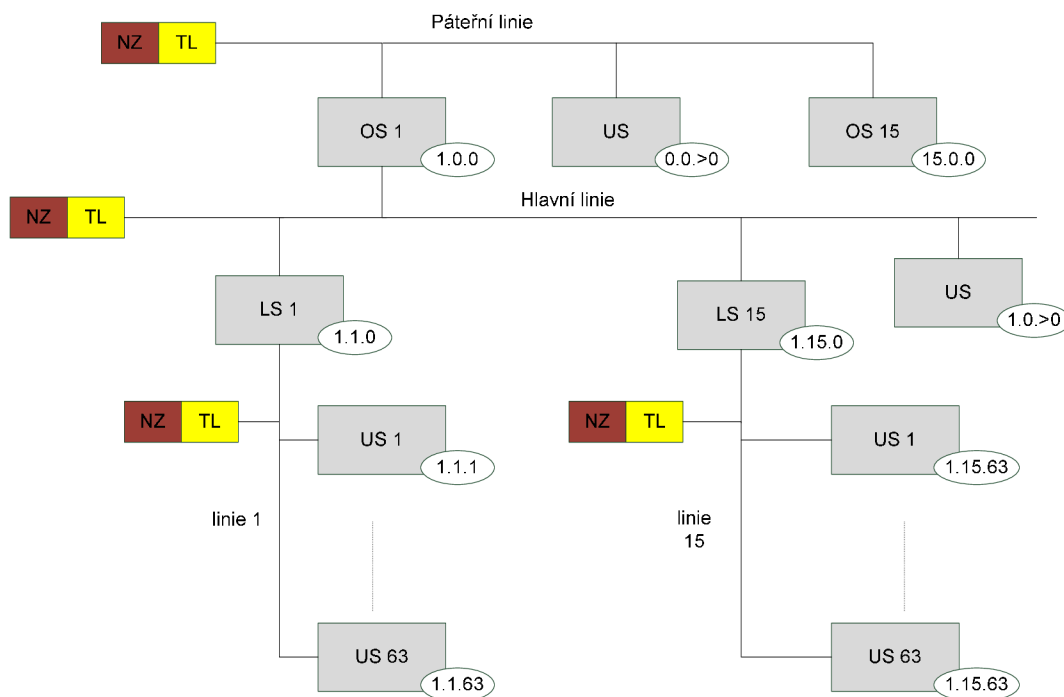 Páteřní linie
NZ TL
OS 1
1.0.0
US
0.0.>0
OS 15
15.0.0
Hlavní linie
NZ TL
LS 1
1.1.0
LS 15
1.15.0
US
1.0.>0
NZ TL
US 1
1.1.1
NZ TL
US 1
1.15.63
linie 1
linie
15
US 63
1.1.63
US 63
1.15.63